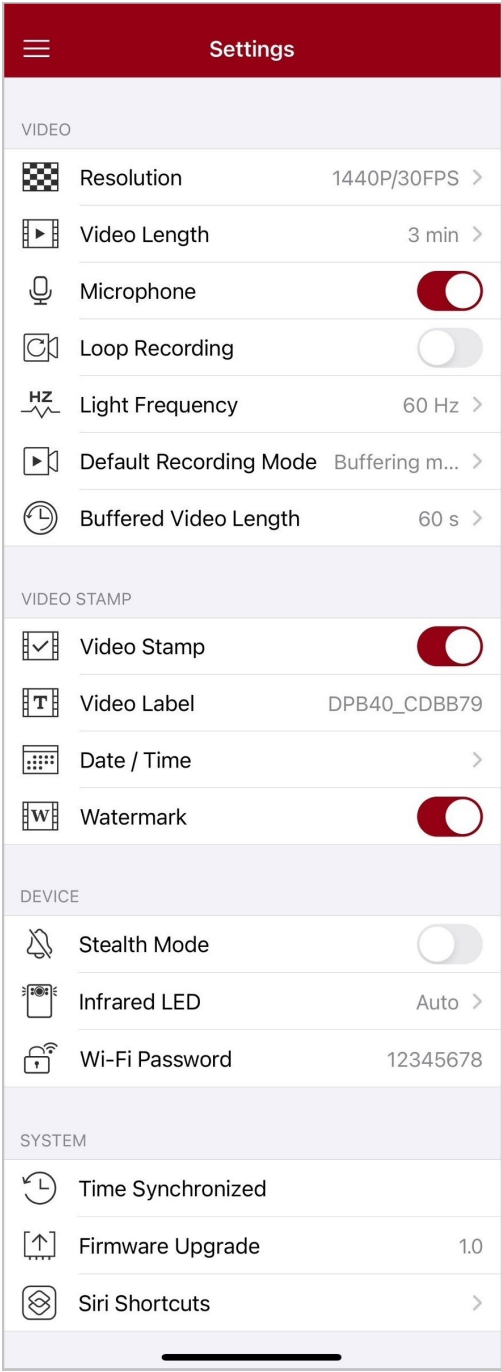 Settings
VIDEO
Resolution 1440P/30FPS
Video Length 3 min
Microphone
Loop Recording
HZ
Light Frequency 60 Hz
Default Recording Mode Buffering m...
Buffered Video Length 60 s
VIDEO STAMP
Video Stamp
T Video Label DPB40_CDBB79
Date / Time
W Watermark
DEVICE
Stealth Mode
Infrared LED Auto
Wi-Fi Password 12345678
SYSTEM
Time Synchronized
Firmware Upgrade 1.0
Siri Shortcuts